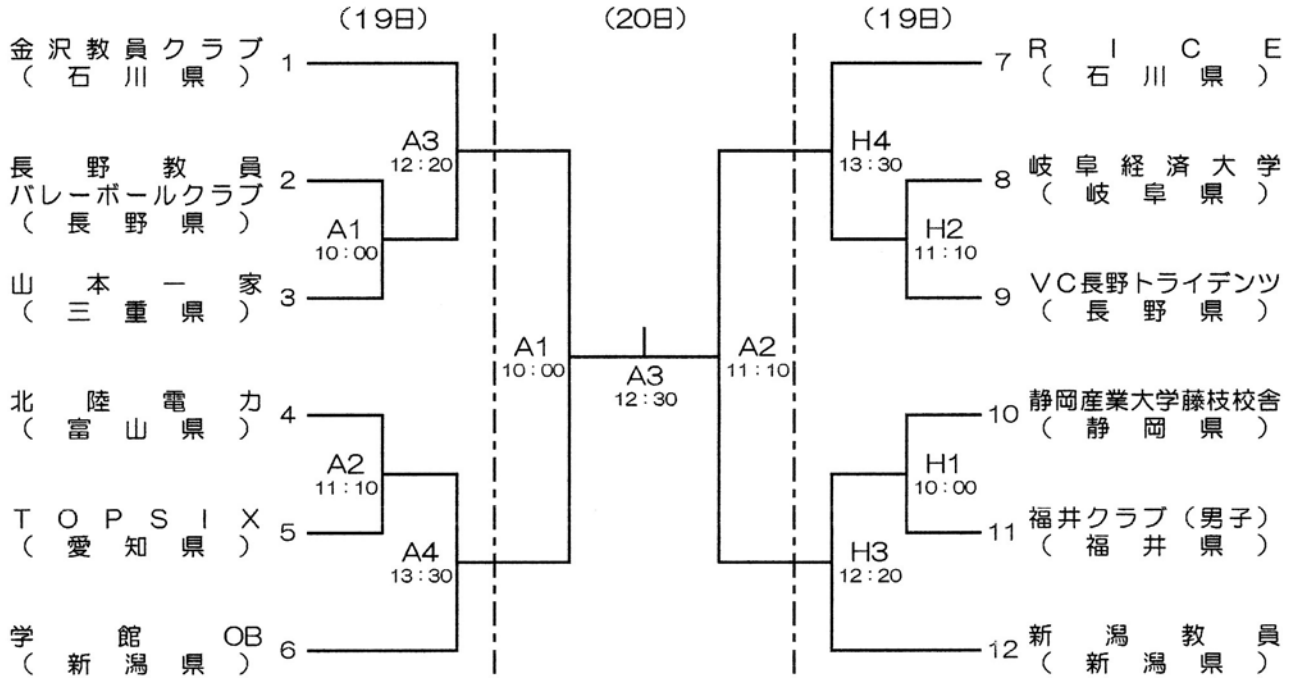 （19日）
（20日）
（19日）
金沢教員クラブ 1
（石川県）
長野教員 2
バレーボールクラブ
（長野県）
山本一家 3
（三重県）
北陸電力 4
（富山県）
TOPSIX 5
（愛知県）
学館OB 6
（新潟県）
A3
12:20
A1
10:00
A2
11:10
A4
13:30
A1
10:00
A3
12:30
A2
11:10
H4
13:30
H2
11:10
H1
10:00
H3
12:20
7 RICE
（石川県）
8 岐阜経済大学
（岐阜県）
9 VC長野トライデンツ
（長野県）
10 静岡産業大学藤枝校舎
（静岡県）
11 福井クラブ（男子）
（福井県）
12 新潟教員
（新潟県）